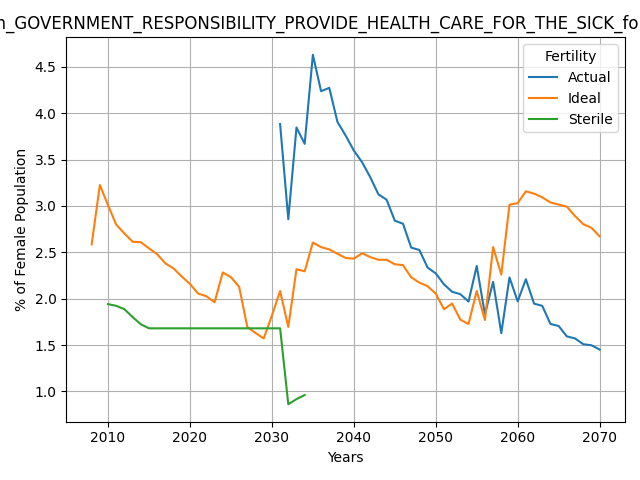 GOVERNMENT_RESPONSIBILITY_PROVIDE_HEALTH_CARE_FOR_THE_SICK
Fertility
Actual
Ideal
Sterile
% of Female Population
4.5
4.0
3.5
3.0
2.5
2.0
1.5
1.0
2010 2020 2030 2040 2050 2060 2070
Years